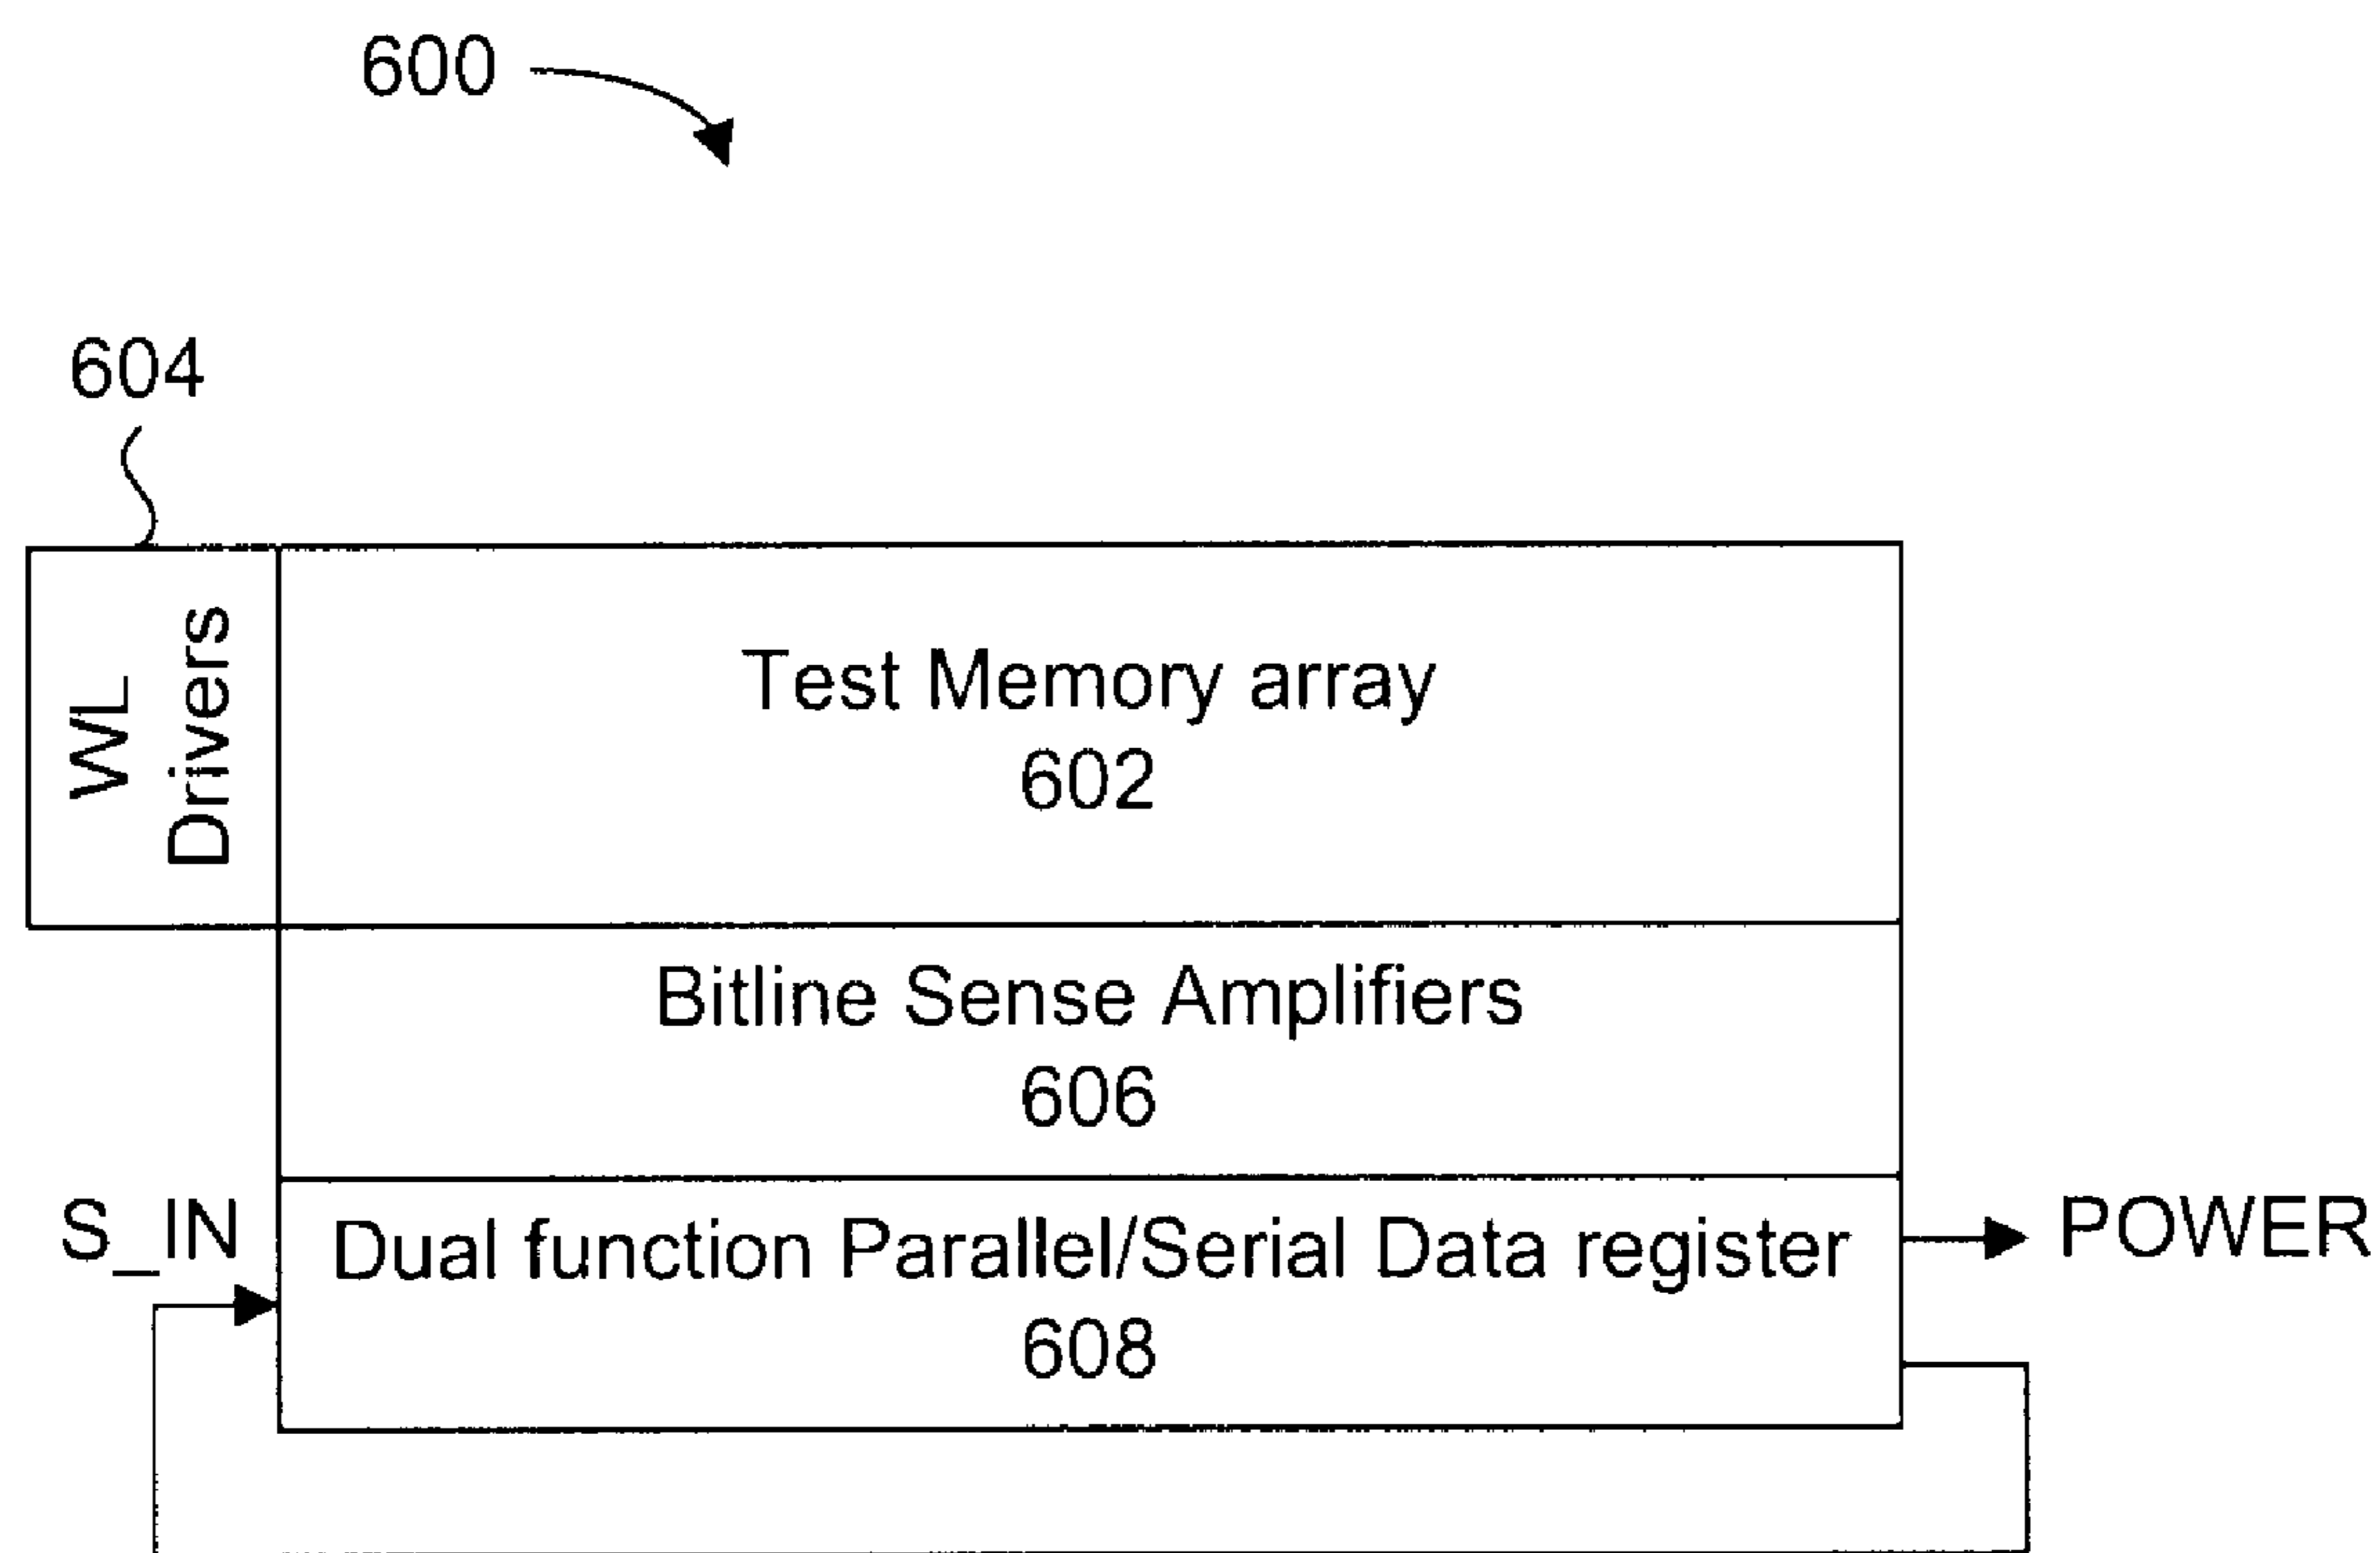 600
604
WL
Drivers
Test Memory array
602
Bitline Sense Amplifiers
606
S_IN
Dual function Parallel/Serial Data register
608
POWER